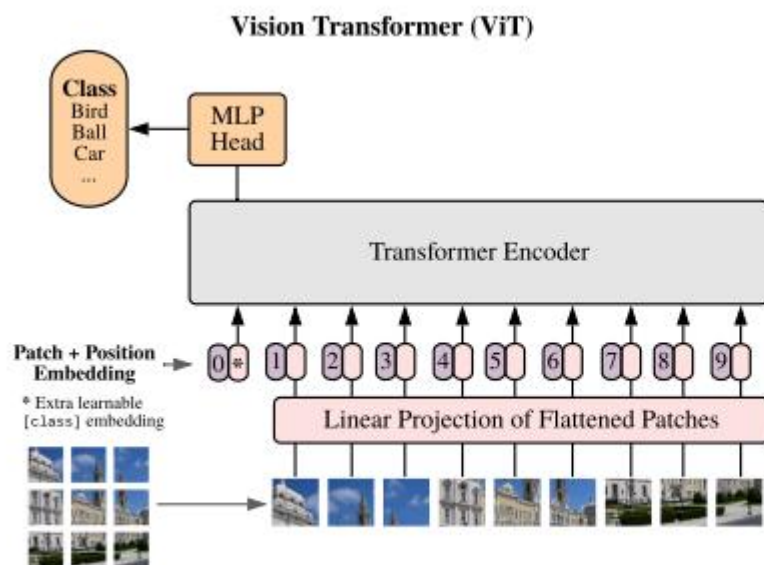 Vision Transformer (ViT)
Class
Bird
Ball
Car
...
MLP
Head
Transformer Encoder
Patch + Position
Embedding
0 * 1 2 3 4 5 6 7 8 9
* Extra learnable
[class] embedding
Linear Projection of Flattened Patches